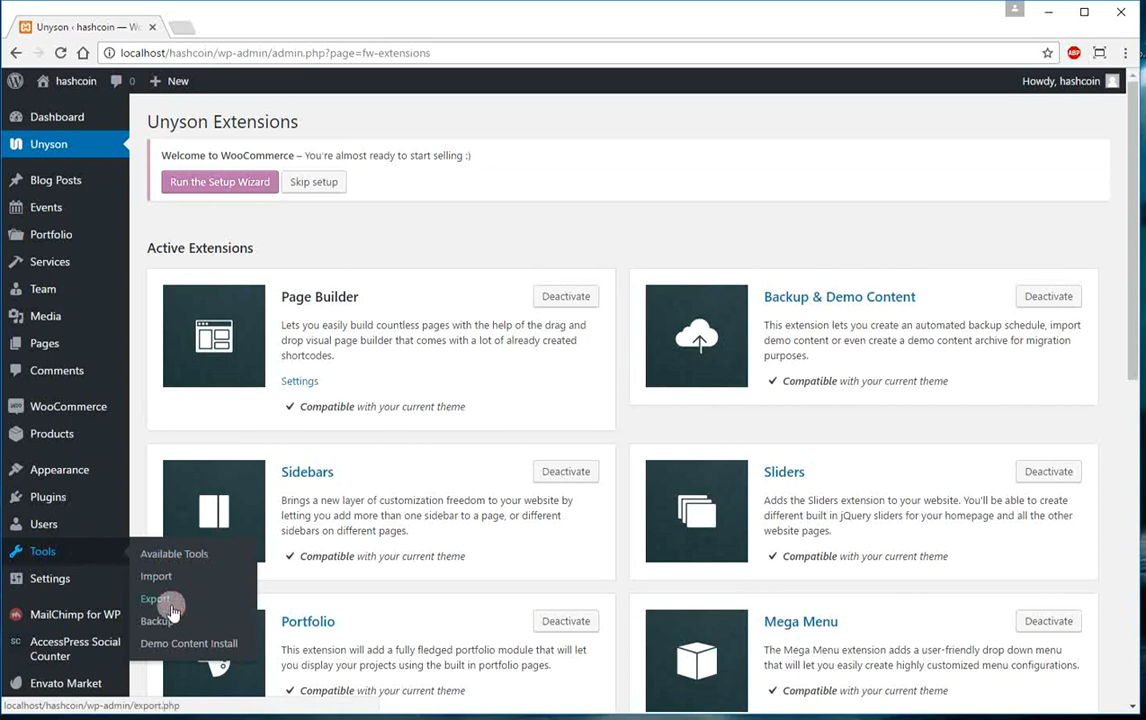 Unyson ‹ hashcoin — Wo
localhost/hashcoin/wp-admin/admin.php?page=fw-extensions
ABP
hashcoin 0 New
Howdy, hashcoin
Dashboard
Unyson
Blog Posts
Events
Portfolio
Services
Team
Media
Pages
Comments
WooCommerce
Products
Appearance
Plugins
Users
Tools
Settings
MailChimp for WP
SC AccessPress Social
Counter
Envato Market
Available Tools
Import
Export
Backup
Demo Content Install
Unyson Extensions
Welcome to WooCommerce – You're almost ready to start selling :)
Run the Setup Wizard
Skip setup
Active Extensions
Page Builder
Deactivate
Lets you easily build countless pages with the help of the drag and
drop visual page builder that comes with a lot of already created
shortcodes.
Settings
Compatible with your current theme
Backup & Demo Content
Deactivate
This extension lets you create an automated backup schedule, import
demo content or even create a demo content archive for migration
purposes.
Compatible with your current theme
Sidebars
Deactivate
Brings a new layer of customization freedom to your website by
letting you add more than one sidebar to a page, or different
sidebars on different pages.
Compatible with your current theme
Sliders
Deactivate
Adds the Sliders extension to your website. You'll be able to create
different built in jQuery sliders for your homepage and all the other
website pages.
Compatible with your current theme
Portfolio
Deactivate
This extension will add a fully fledged portfolio module that will let
you display your projects using the built in portfolio pages.
Compatible with your current theme
Mega Menu
Deactivate
The Mega Menu extension adds a user-friendly drop down menu
that will let you easily create highly customized menu configurations.
Compatible with your current theme
localhost/hashcoin/wp-admin/export.php